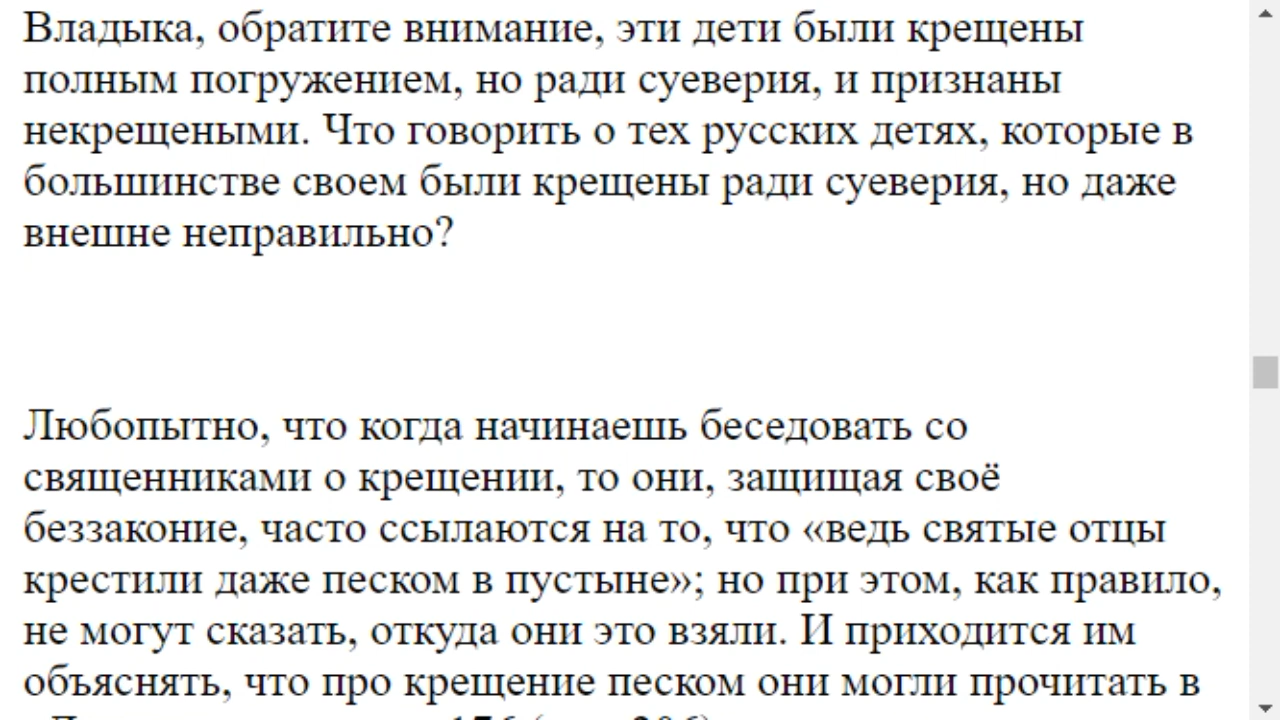 Владыка, обратите внимание, эти дети были крещены
полным погружением, но ради суеверия, и признаны
некрещеными. Что говорить о тех русских детях, которые в
большинстве своем были крещены ради суеверия, но даже
внешне неправильно?
Любопытно, что когда начинаешь беседовать со
священниками о крещении, то они, защищая своё
беззаконие, часто ссылаются на то, что «ведь святые отцы
крестили даже песком в пустыне»; но при этом, как правило,
не могут сказать, откуда они это взяли. И приходится им
объяснять, что про крещение песком они могли прочитать в